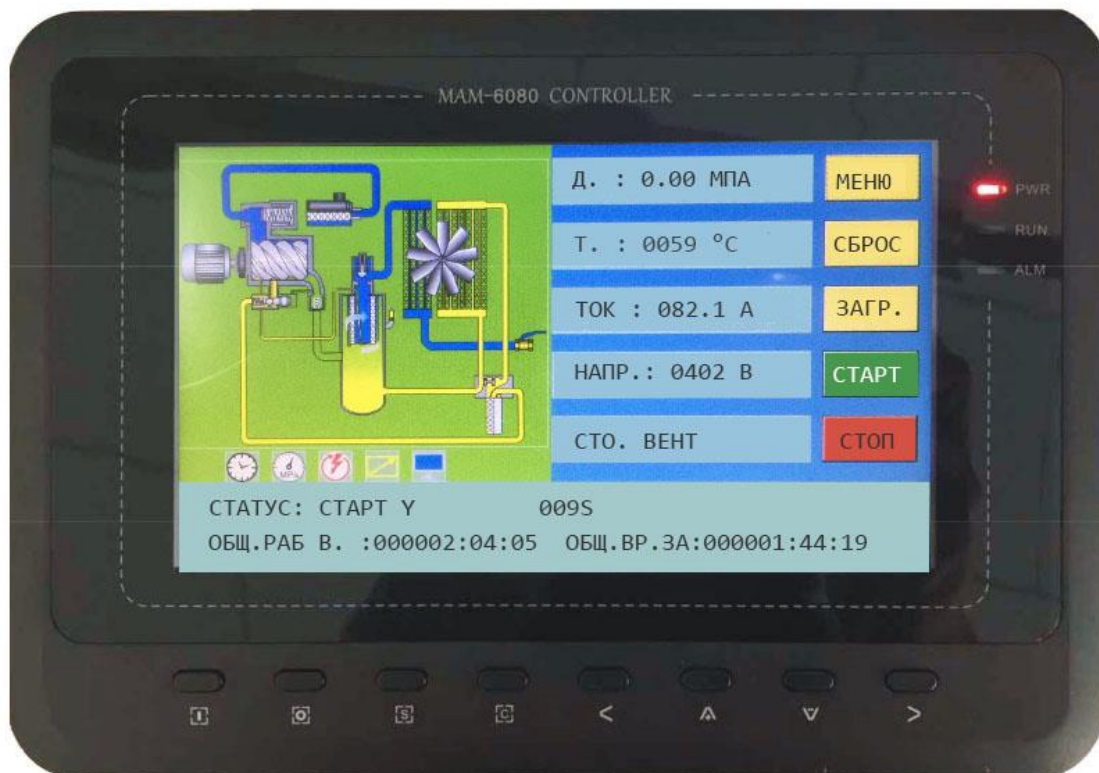 MAM-6080 CONTROLLER
Д. : 0.00 МПА
МЕНЮ
Т. : 0059 °C
СБРОС
ТОК : 082.1 А
ЗАГР.
НАПР.: 0402 В
СТАРТ
СТО. ВЕНТ
СТОП
PWR
RUN
ALM
MPa
СТАТУС: СТАРТ Y 009S
ОБЩ.РАБ В. :000002:04:05 ОБЩ.ВР.ЗА:000001:44:19
I O S C < >